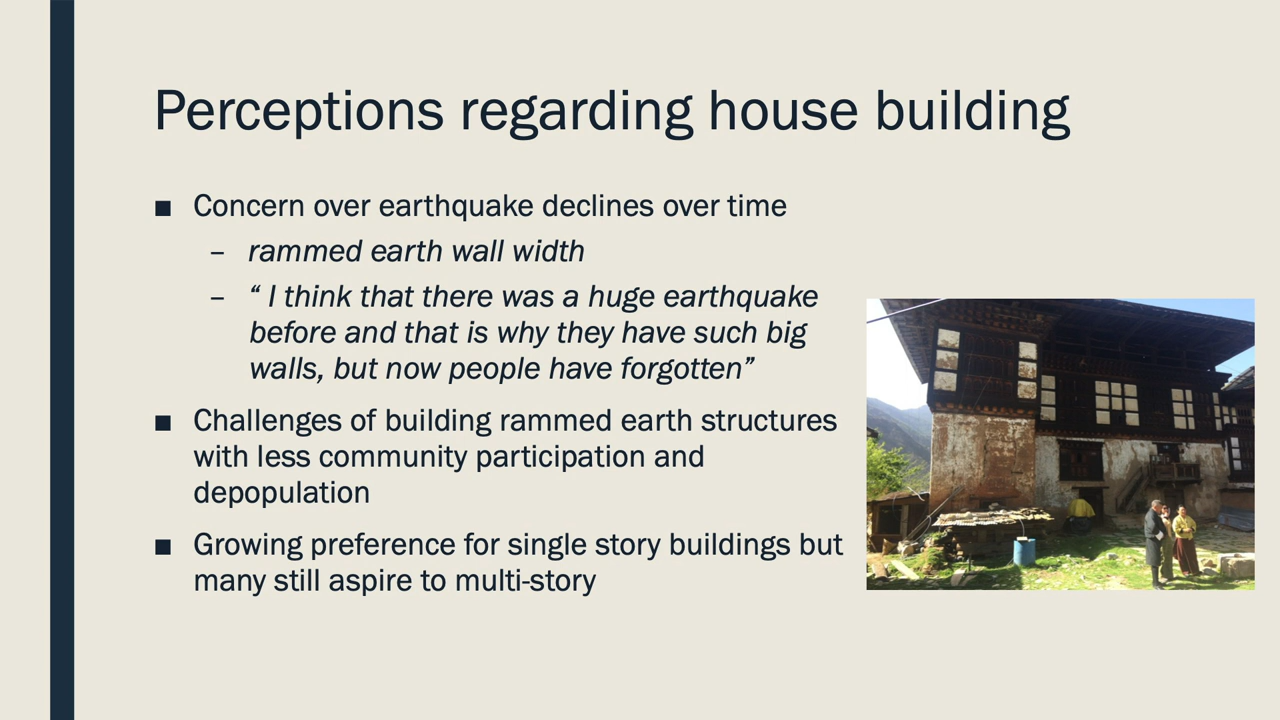 Perceptions regarding house building
■ Concern over earthquake declines over time
– rammed earth wall width
– “ I think that there was a huge earthquake
before and that is why they have such big
walls, but now people have forgotten”
■ Challenges of building rammed earth structures
with less community participation and
depopulation
■ Growing preference for single story buildings but
many still aspire to multi-story